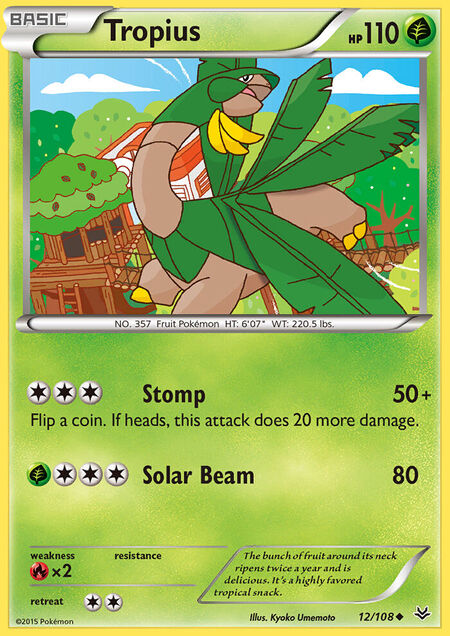 BASIC
Tropius
HP 110
NO. 357 Fruit Pokémon HT: 6'07" WT: 220.5 lbs.
Stomp 50+
Flip a coin. If heads, this attack does 20 more damage.
Solar Beam 80
weakness resistance
×2
retreat
The bunch of fruit around its neck
ripens twice a year and is
delicious. It's a highly favored
tropical snack.
©2015 Pokémon Illus. Kyoko Umemoto 12/108